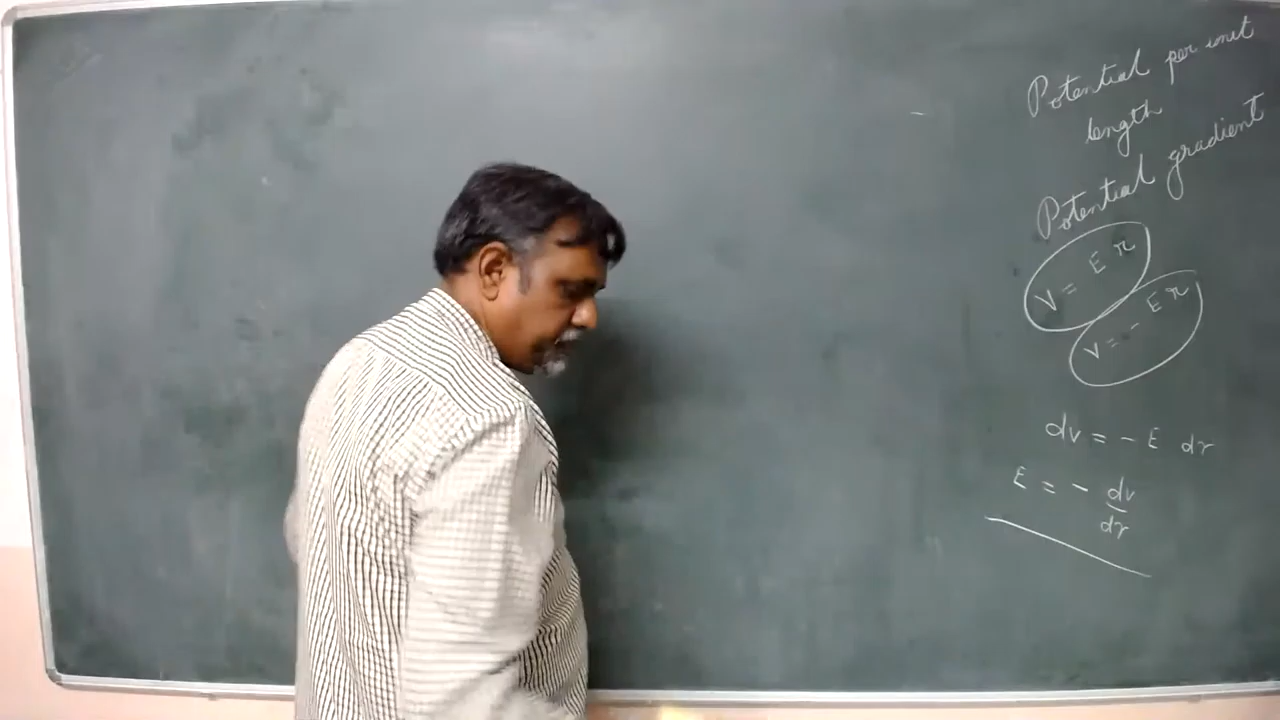 Potential per unit
length
Potential gradient
V = E r
V = - E r
dv = - E dr
E = - dv/dr